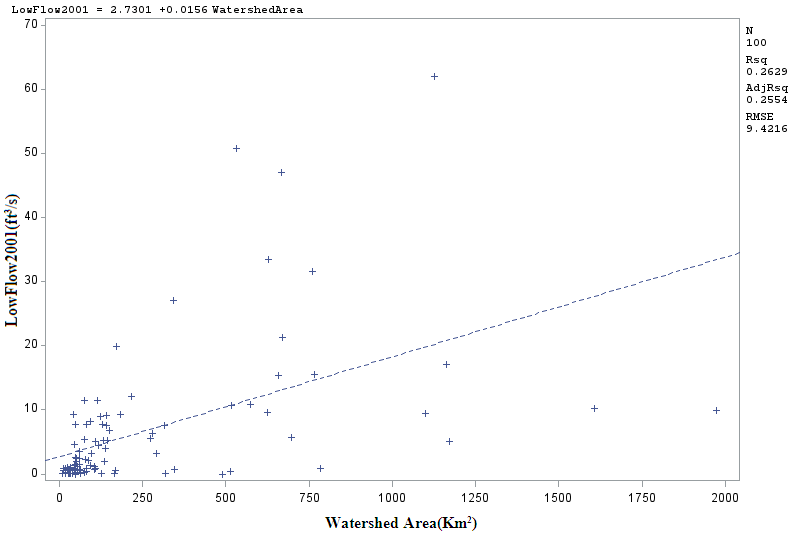 LowFlow2001 = 2.7301 +0.0156 WatershedArea
70
60
50
40
30
20
10
0
LowFlow2001(ft³/s)
0 250 500 750 1000 1250 1500 1750 2000
Watershed Area(Km²)
N
100
Rsq
0.2629
AdjRsq
0.2554
RMSE
9.4216